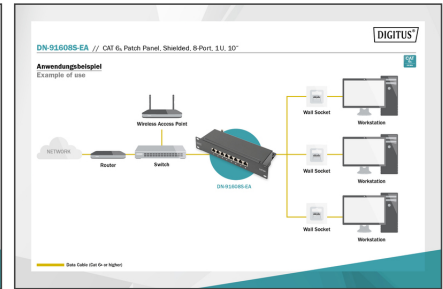 DIGITUS®
DN-91608S-EA // CAT 6A Patch Panel, Shielded, 8-Port, 1U, 10"
Anwendungsbeispiel
Example of use
CAT
Wireless Access Point
NETWORK
Router
Switch
DN-91608S-EA
Wall Socket
Workstation
Wall Socket
Workstation
Wall Socket
Workstation
Data Cable (Cat 6A or higher)